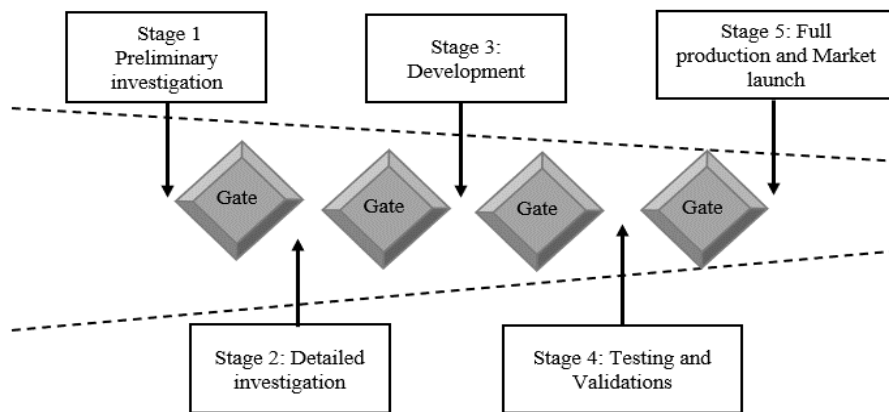 Stage 1
Preliminary
investigation
Stage 3:
Development
Stage 5: Full
production and Market
launch
Gate
Gate
Gate
Gate
Stage 2: Detailed
investigation
Stage 4: Testing and
Validations